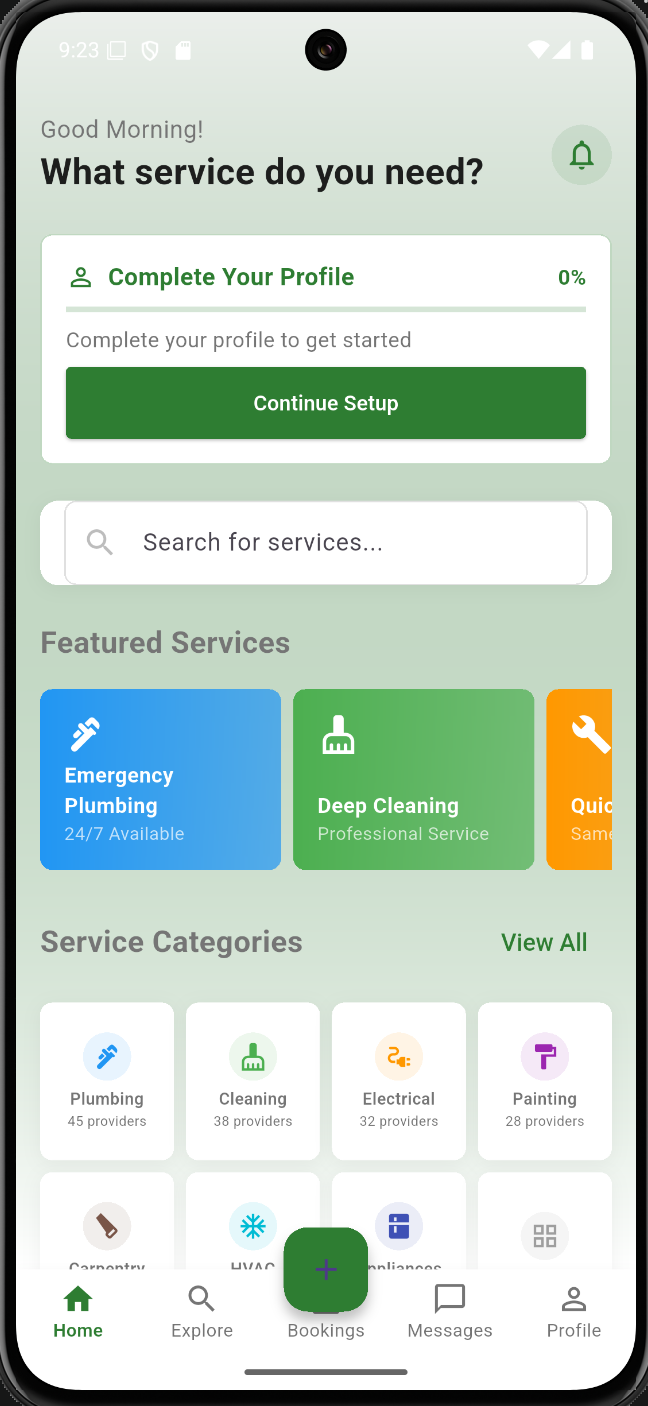 9:23
Good Morning!
What service do you need?
Complete Your Profile 0%
Complete your profile to get started
Continue Setup
Search for services...
Featured Services
Emergency
Plumbing
24/7 Available
Deep Cleaning
Professional Service
Quic
Same
Service Categories View All
Plumbing
45 providers
Cleaning
38 providers
Electrical
32 providers
Painting
28 providers
Carpentry
HVAC
ppliances
Home
Explore
Bookings
Messages
Profile